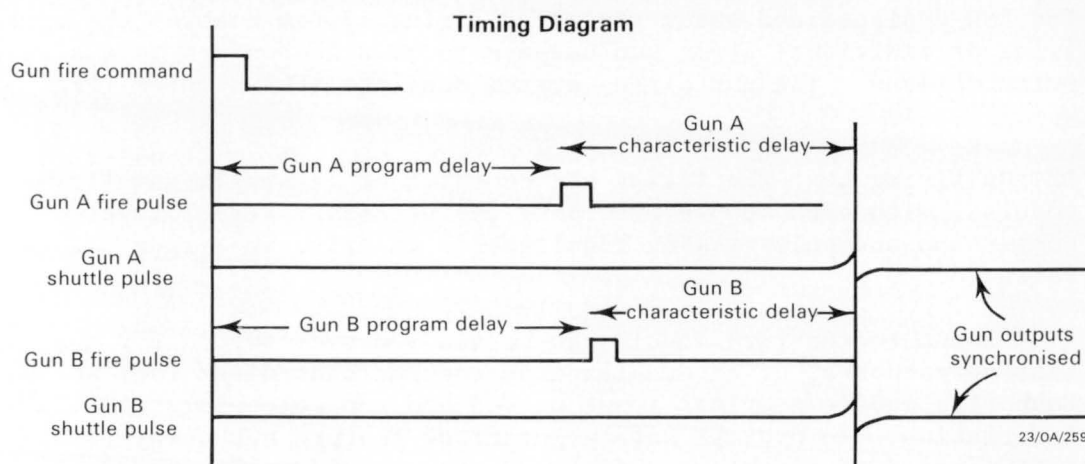 Timing Diagram
Gun fire command
Gun A
characteristic delay
Gun A program delay
Gun A fire pulse
Gun A
shuttle pulse
Gun B
characteristic delay
Gun B program delay
Gun B fire pulse
Gun outputs
synchronised
Gun B
shuttle pulse
23/OA/259